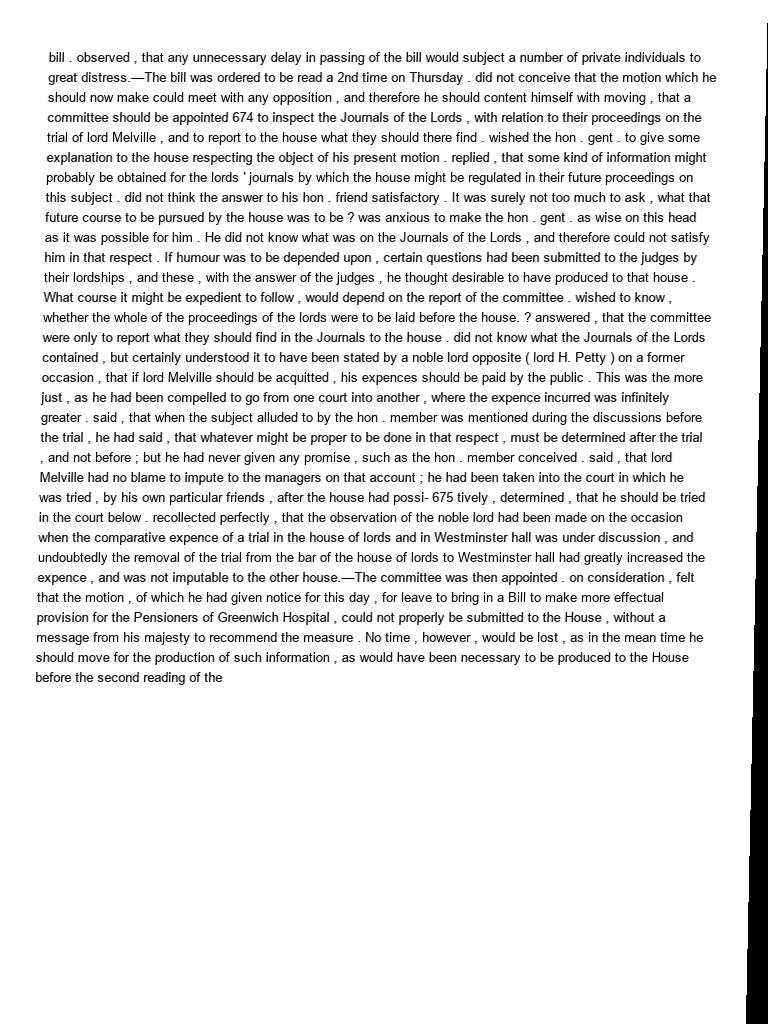 bill . observed , that any unnecessary delay in passing of the bill would subject a number of private individuals to
great distress.—The bill was ordered to be read a 2nd time on Thursday . did not conceive that the motion which he
should now make could meet with any opposition , and therefore he should content himself with moving , that a
committee should be appointed 674 to inspect the Journals of the Lords , with relation to their proceedings on the
trial of lord Melville , and to report to the house what they should there find . wished the hon . gent . to give some
explanation to the house respecting the object of his present motion . replied , that some kind of information might
probably be obtained for the lords ' journals by which the house might be regulated in their future proceedings on
this subject . did not think the answer to his hon . friend satisfactory . It was surely not too much to ask , what that
future course to be pursued by the house was to be ? was anxious to make the hon . gent . as wise on this head
as it was possible for him . He did not know what was on the Journals of the Lords , and therefore could not satisfy
him in that respect . If humour was to be depended upon , certain questions had been submitted to the judges by
their lordships , and these , with the answer of the judges , he thought desirable to have produced to that house .
What course it might be expedient to follow , would depend on the report of the committee . wished to know ,
whether the whole of the proceedings of the lords were to be laid before the house. ? answered , that the committee
were only to report what they should find in the Journals to the house . did not know what the Journals of the Lords
contained , but certainly understood it to have been stated by a noble lord opposite ( lord H. Petty ) on a former
occasion , that if lord Melville should be acquitted , his expences should be paid by the public . This was the more
just , as he had been compelled to go from one court into another , where the expence incurred was infinitely
greater . said , that when the subject alluded to by the hon . member was mentioned during the discussions before
the trial , he had said , that whatever might be proper to be done in that respect , must be determined after the trial
, and not before ; but he had never given any promise , such as the hon . member conceived . said , that lord
Melville had no blame to impute to the managers on that account ; he had been taken into the court in which he
was tried , by his own particular friends , after the house had possi- 675 tively , determined , that he should be tried
in the court below . recollected perfectly , that the observation of the noble lord had been made on the occasion
when the comparative expence of a trial in the house of lords and in Westminster hall was under discussion , and
undoubtedly the removal of the trial from the bar of the house of lords to Westminster hall had greatly increased the
expence , and was not imputable to the other house.—The committee was then appointed . on consideration , felt
that the motion , of which he had given notice for this day , for leave to bring in a Bill to make more effectual
provision for the Pensioners of Greenwich Hospital , could not properly be submitted to the House , without a
message from his majesty to recommend the measure . No time , however , would be lost , as in the mean time he
should move for the production of such information , as would have been necessary to be produced to the House
before the second reading of the